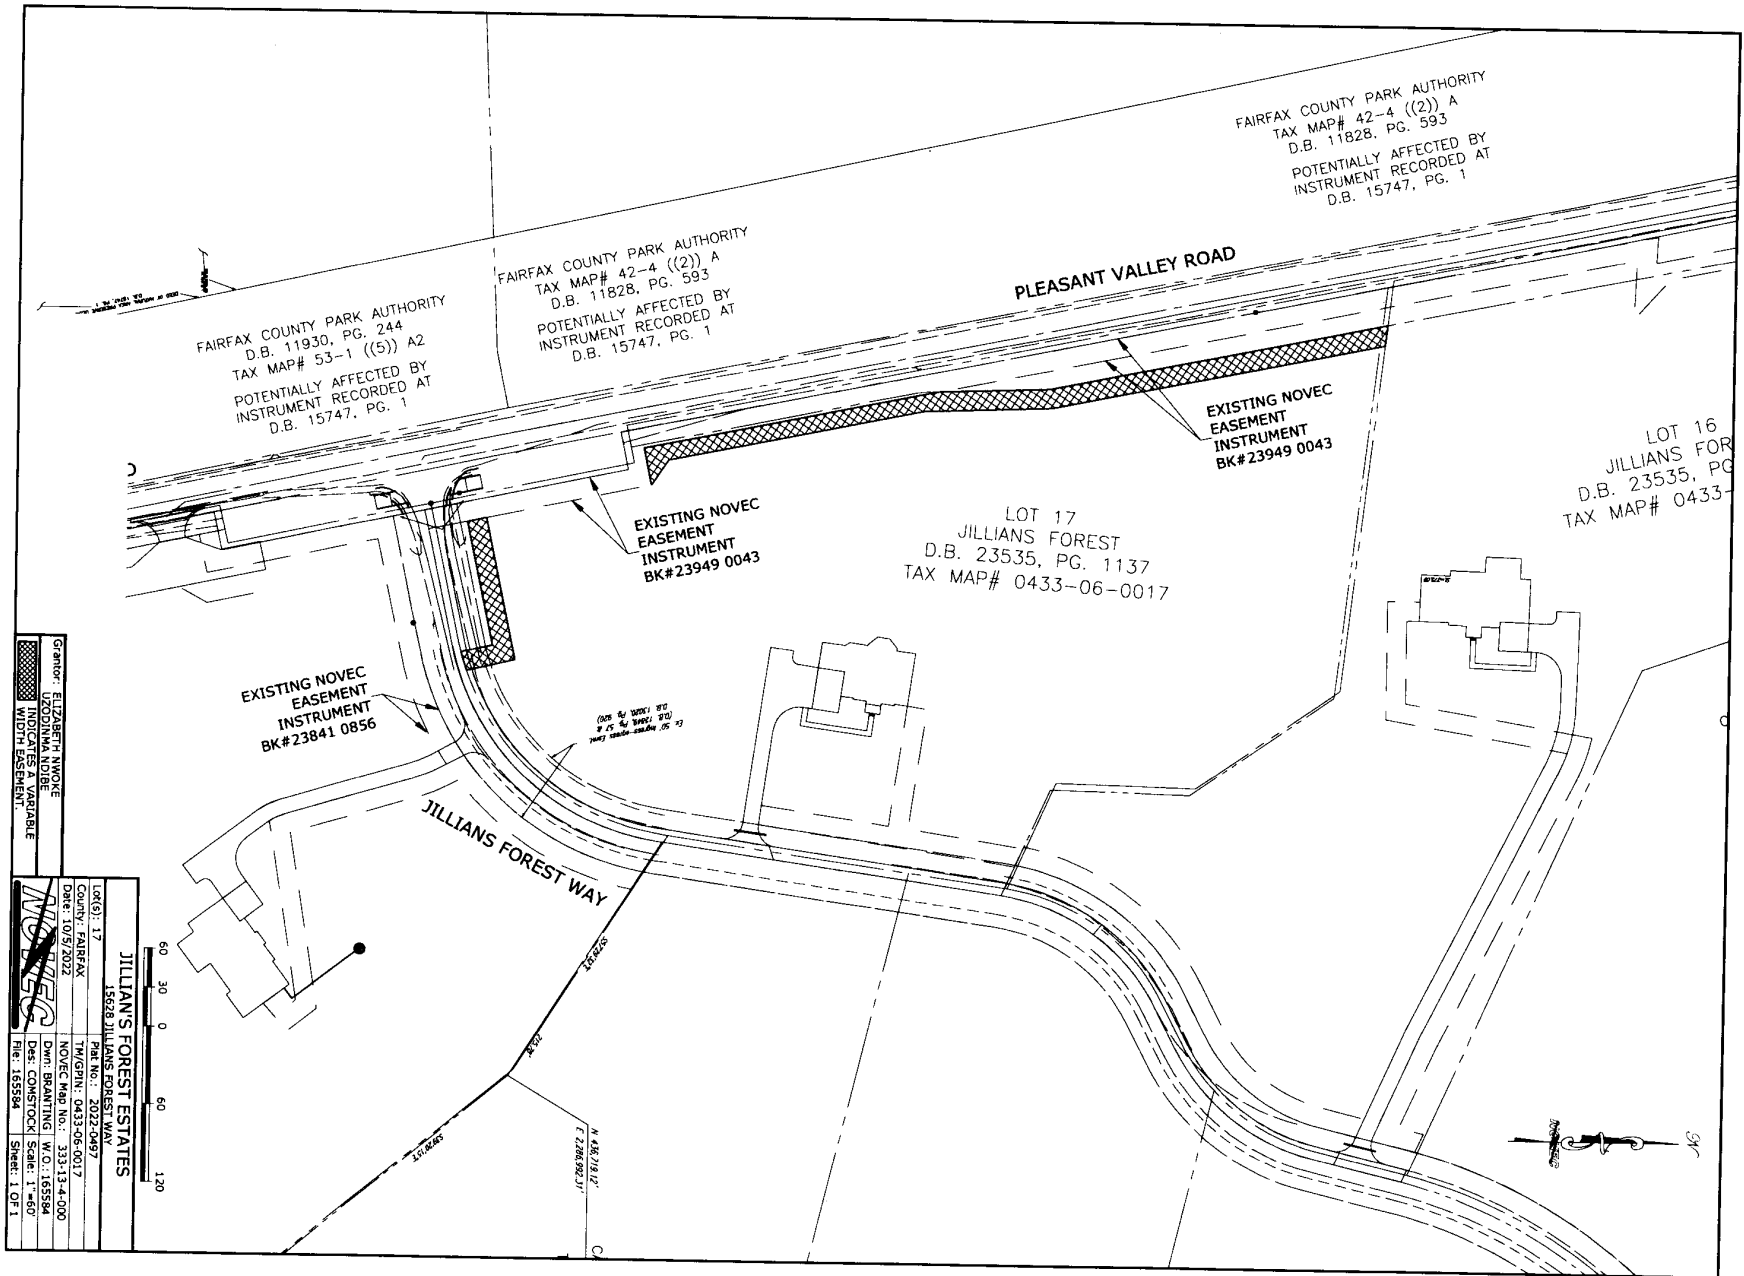 FAIRFAX COUNTY PARK AUTHORITY
TAX MAP# 42-4 ((2)) A
D.B. 11828, PG. 593
POTENTIALLY AFFECTED BY
INSTRUMENT RECORDED AT
D.B. 15747, PG. 1
FAIRFAX COUNTY PARK AUTHORITY
TAX MAP# 42-4 ((2)) A
D.B. 11828, PG. 593
POTENTIALLY AFFECTED BY
INSTRUMENT RECORDED AT
D.B. 15747, PG. 1
FAIRFAX COUNTY PARK AUTHORITY
D.B. 11930, PG. 244
TAX MAP# 53-1 ((5)) A2
POTENTIALLY AFFECTED BY
INSTRUMENT RECORDED AT
D.B. 15747, PG. 1
PLEASANT VALLEY ROAD
EXISTING NOVEC
EASEMENT
INSTRUMENT
BK#23949 0043
LOT 16
JILLIANS FOR
D.B. 23535, PG
TAX MAP# 0433-
EXISTING NOVEC
EASEMENT
INSTRUMENT
BK#23949 0043
LOT 17
JILLIANS FOREST
D.B. 23535, PG. 1137
TAX MAP# 0433-06-0017
EXISTING NOVEC
EASEMENT
INSTRUMENT
BK#23841 0856
JILLIANS FOREST WAY
N 436,719.12'
E 2,286,992.31'
Grantor: ELIZABETH NWOKE
UZODINMA NDIBE
INDICATES A VARIABLE
WIDTH EASEMENT.
60 30 0 60 120
JILLIAN'S FOREST ESTATES
15628 JILLIANS FOREST WAY
Lot(s): 17
Plat No.: 2022-0497
County: FAIRFAX
TM/GPIN: 0433-06-0017
Date: 10/5/2022
NOVEC Map No.: 333-13-4-000
NOVEC
Dwn: BRANTING W.O.: 165584
Des: COMSTOCK Scale: 1"=60'
File: 165584 Sheet: 1 OF 1